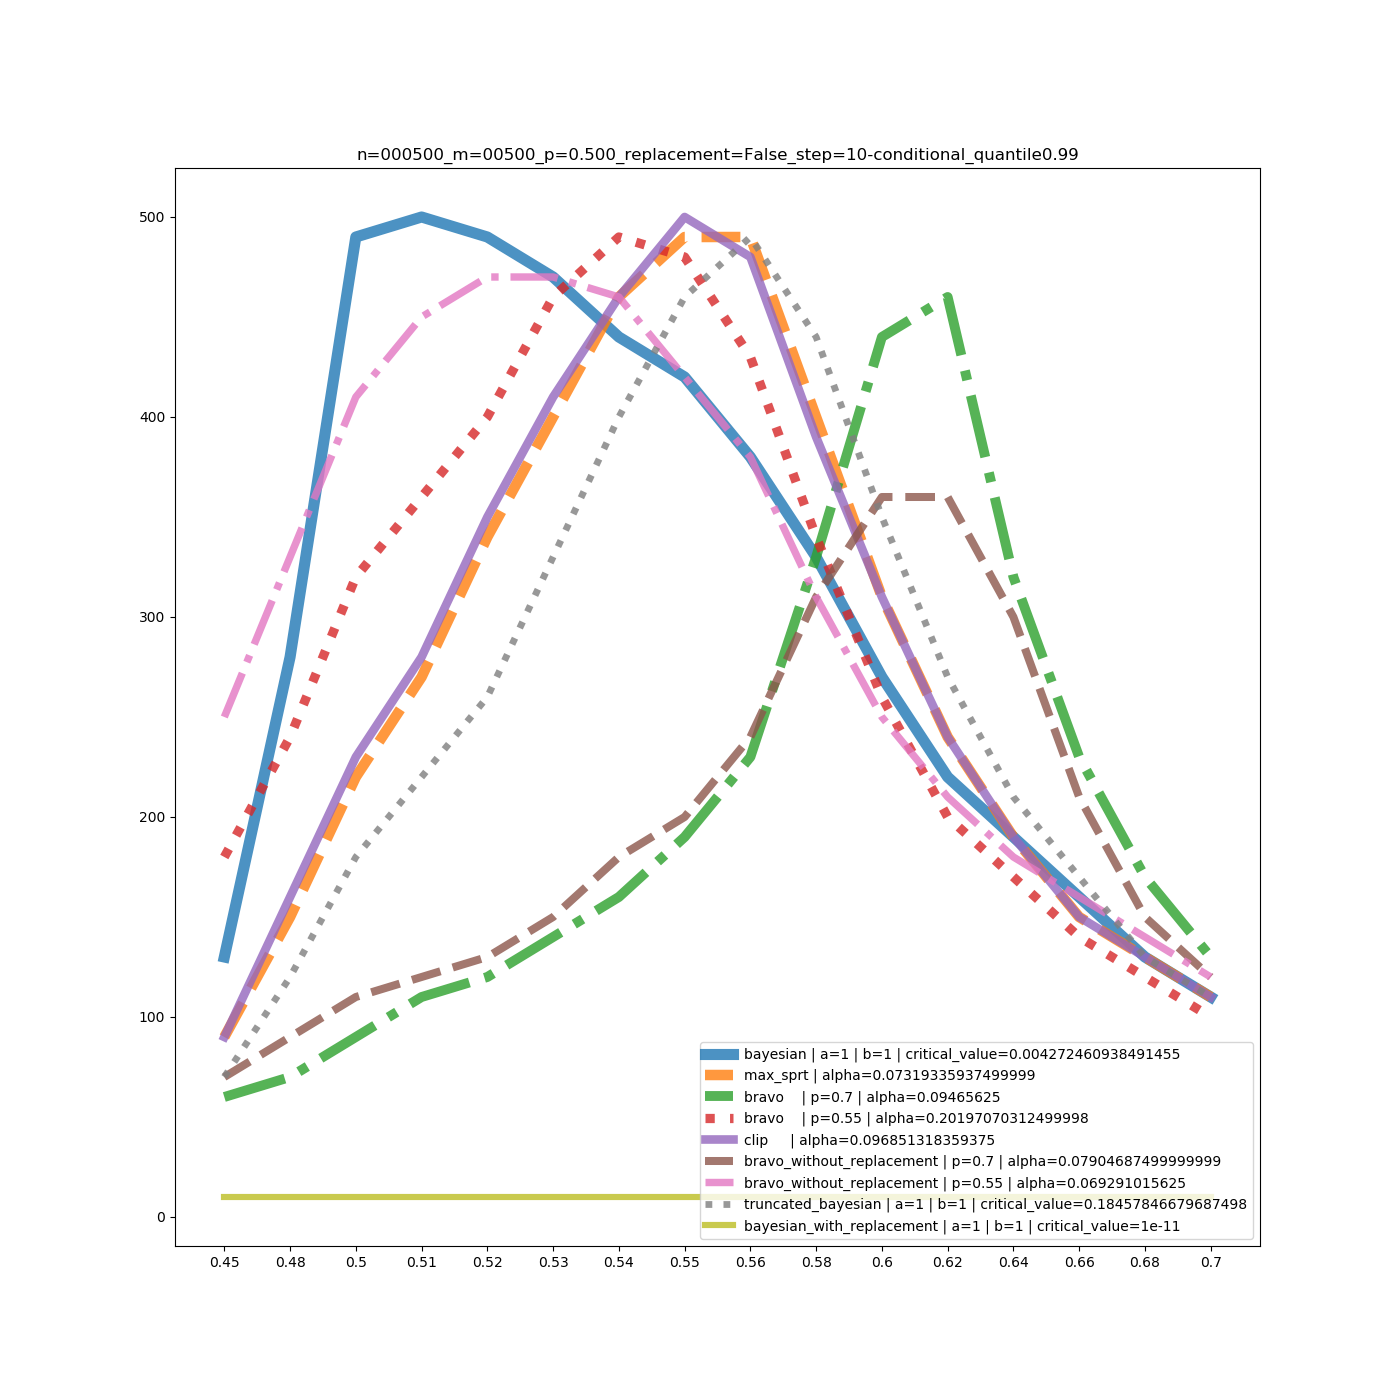 n=000500_m=00500_p=0.500_replacement=False_step=10-conditional_quantile0.99
500
400
300
200
100
0
bayesian | a=1 | b=1 | critical_value=0.004272460938491455
max_sprt | alpha=0.07319335937499999
bravo | p=0.7 | alpha=0.09465625
bravo | p=0.55 | alpha=0.20197070312499998
clip | alpha=0.096851318359375
bravo_without_replacement | p=0.7 | alpha=0.07904687499999999
bravo_without_replacement | p=0.55 | alpha=0.069291015625
truncated_bayesian | a=1 | b=1 | critical_value=0.18457846679687498
bayesian_with_replacement | a=1 | b=1 | critical_value=1e-11
0.45 0.48 0.5 0.51 0.52 0.53 0.54 0.55 0.56 0.58 0.6 0.62 0.64 0.66 0.68 0.7